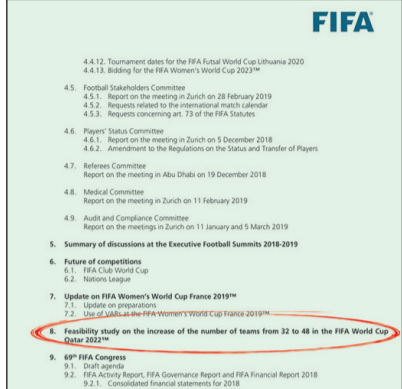 FIFA
4.4.12. Tournament dates for the FIFA Futsal World Cup Lithuania 2020
4.4.13. Bidding for the FIFA Women's World Cup 2023™
4.5. Football Stakeholders Committee
4.5.1. Report on the meeting in Zurich on 28 February 2019
4.5.2. Requests related to the international match calendar
4.5.3. Requests concerning art. 73 of the FIFA Statutes
4.6. Players' Status Committee
4.6.1. Report on the meeting in Zurich on 5 December 2018
4.6.2. Amendment to the Regulations on the Status and Transfer of Players
4.7. Referees Committee
Report on the meeting in Abu Dhabi on 19 December 2018
4.8. Medical Committee
Report on the meeting in Zurich on 11 February 2019
4.9. Audit and Compliance Committee
Report on the meetings in Zurich on 11 January and 5 March 2019
5. Summary of discussions at the Executive Football Summits 2018-2019
6. Future of competitions
6.1. FIFA Club World Cup
6.2. Nations League
7. Update on FIFA Women's World Cup France 2019™
7.1. Update on preparations
7.2. Use of VARs at the FIFA Women's World Cup France 2019™
8. Feasibility study on the increase of the number of teams from 32 to 48 in the FIFA World Cup
Qatar 2022™
9. 69th FIFA Congress
9.1. Draft agenda
9.2. FIFA Activity Report, FIFA Governance Report and FIFA Financial Report 2018
9.2.1. Consolidated financial statements for 2018